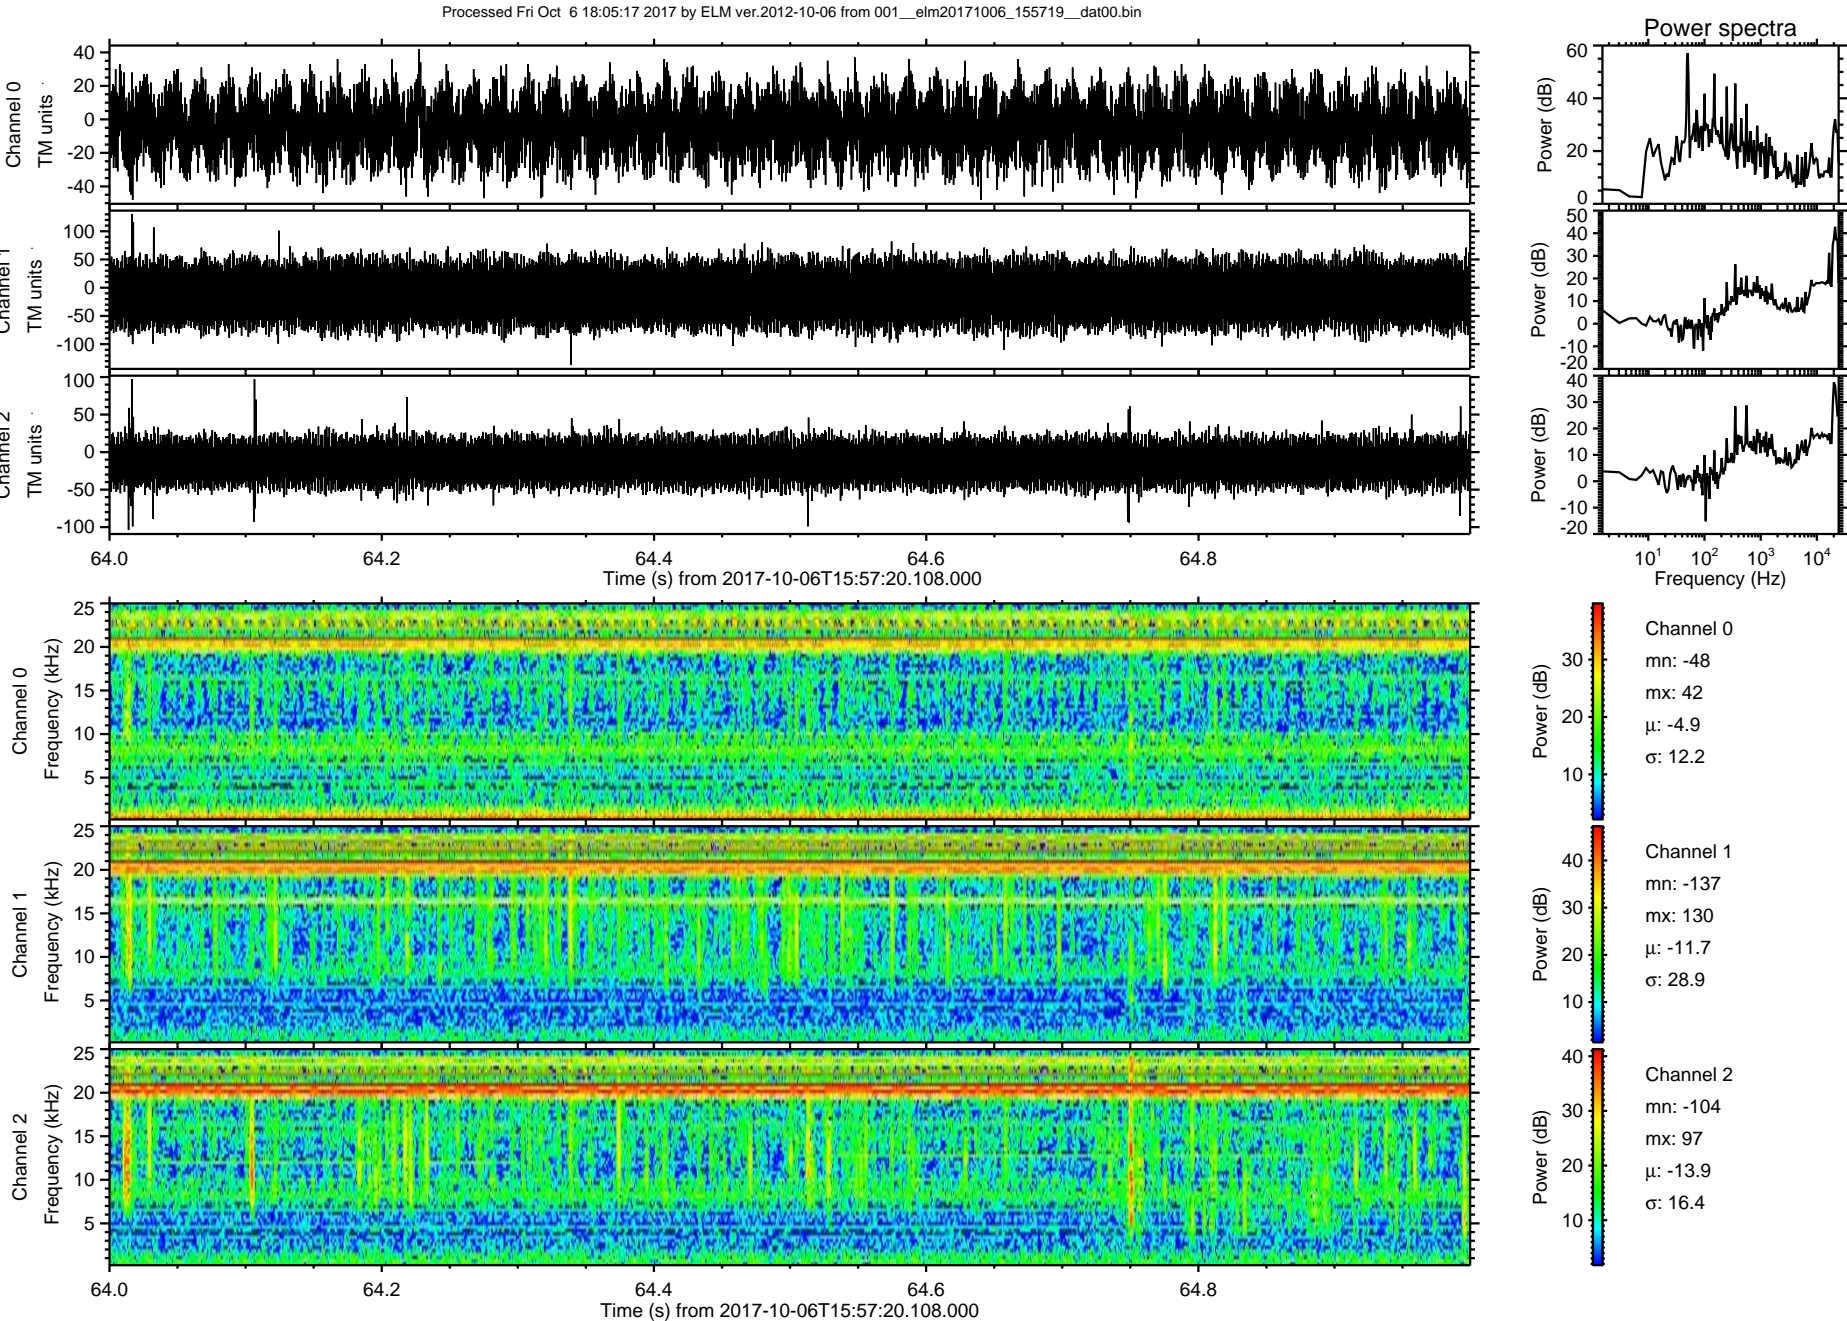 Processed Fri Oct  6 18:05:17 2017 by ELM ver.2012-10-06 from 001__elm20171006_155719__dat00.bin
Power spectra
Channel 0
TM units
40
20
0
-20
-40
Power (dB)
60
40
20
0
Channel 1
TM units
100
50
0
-50
-100
Power (dB)
50
40
30
20
10
0
-10
-20
Channel 2
TM units
100
50
0
-50
-100
Power (dB)
40
30
20
10
0
-10
-20
64.0 64.2 64.4 64.6 64.8
Time (s) from 2017-10-06T15:57:20.108.000
10¹ 10² 10³ 10⁴
Frequency (Hz)
Channel 0
Frequency (kHz)
25
20
15
10
5
Power (dB)
30
20
10
Channel 0
mn: -48
mx: 42
μ: -4.9
σ: 12.2
Channel 1
Frequency (kHz)
25
20
15
10
5
Power (dB)
40
30
20
10
Channel 1
mn: -137
mx: 130
μ: -11.7
σ: 28.9
Channel 2
Frequency (kHz)
25
20
15
10
5
Power (dB)
40
30
20
10
Channel 2
mn: -104
mx: 97
μ: -13.9
σ: 16.4
64.0 64.2 64.4 64.6 64.8
Time (s) from 2017-10-06T15:57:20.108.000